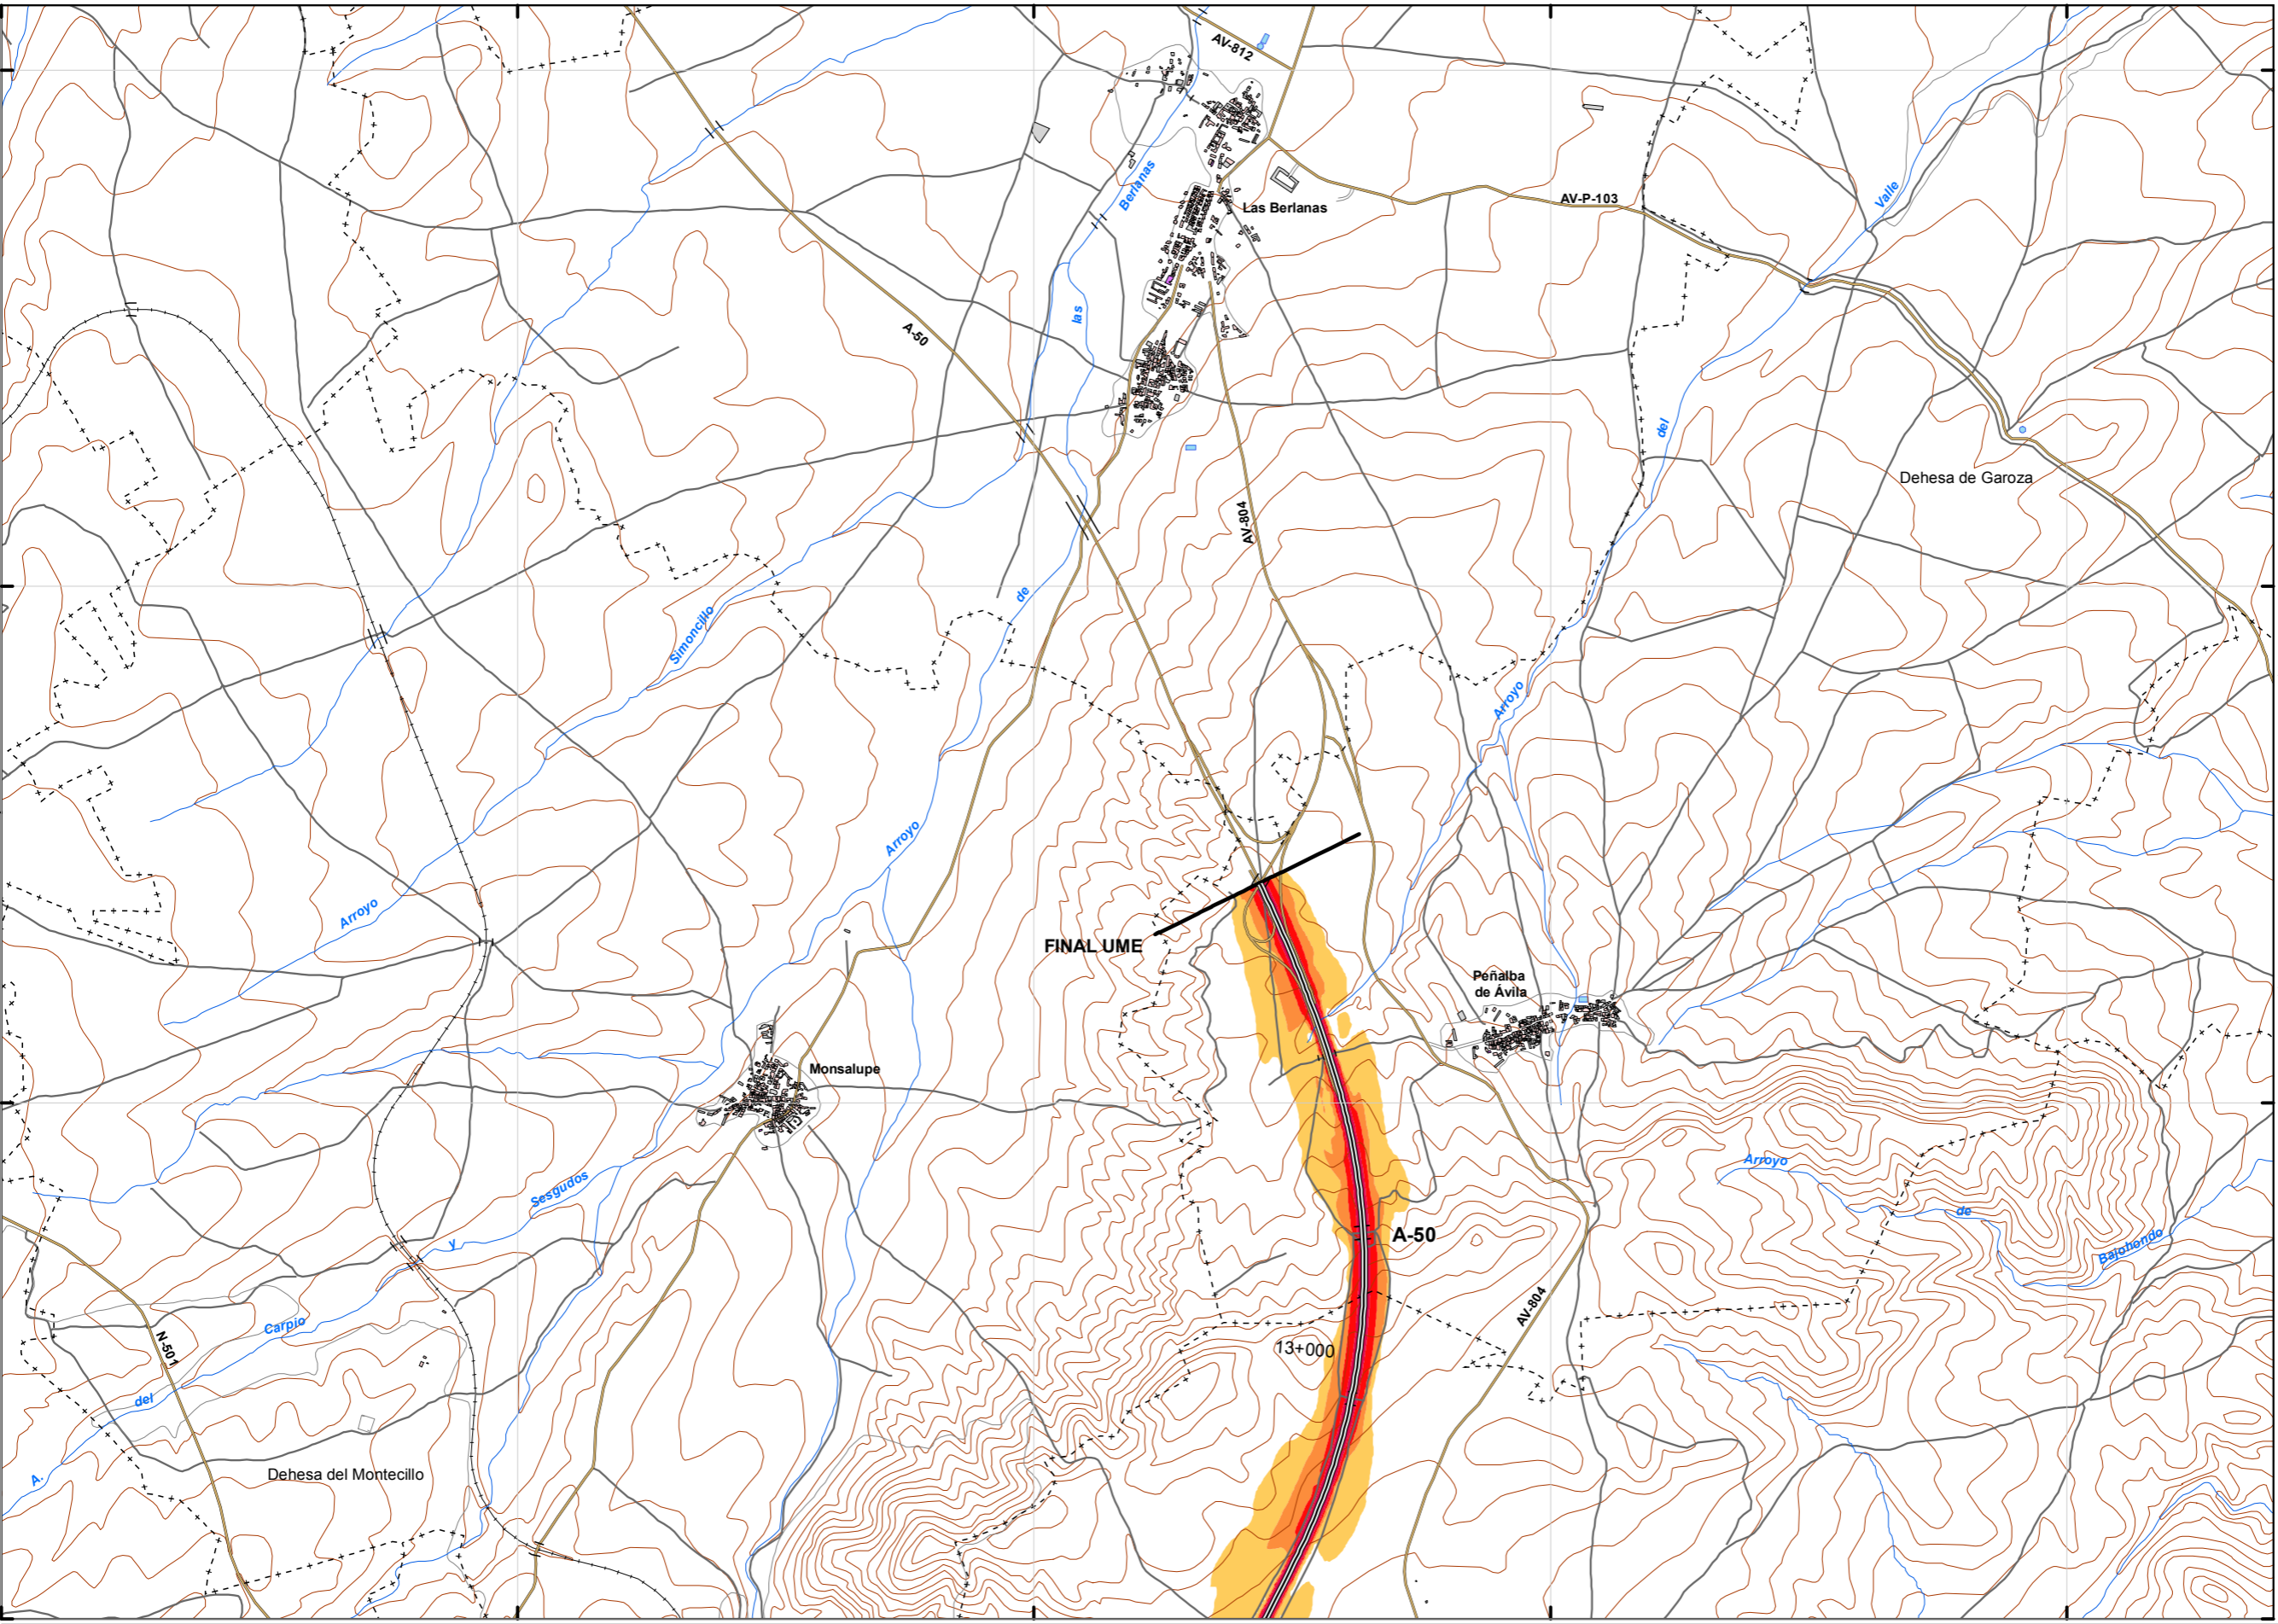 AV-812
Berlanas
Las Berlanas
AV-P-103
Valle
las
A-50
del
Dehesa de Garoza
AV-804
de
Simoncillo
Arroyo
Arroyo
Arroyo
FINAL UME
Peñalba
de Ávila
Monsalupe
Arroyo
Sesgudos
de
y
A-50
Bajohondo
Carpio
AV-804
N-501
13+000
del
Dehesa del Montecillo
A.